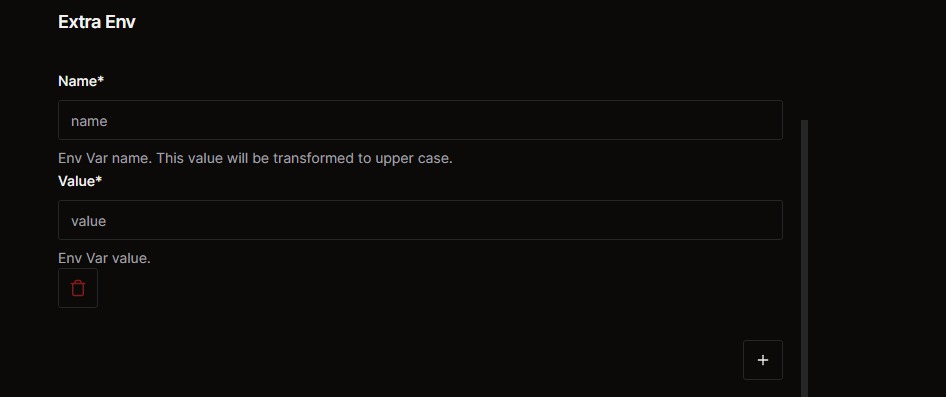 Extra Env
Name*
name
Env Var name. This value will be transformed to upper case.
Value*
value
Env Var value.
+